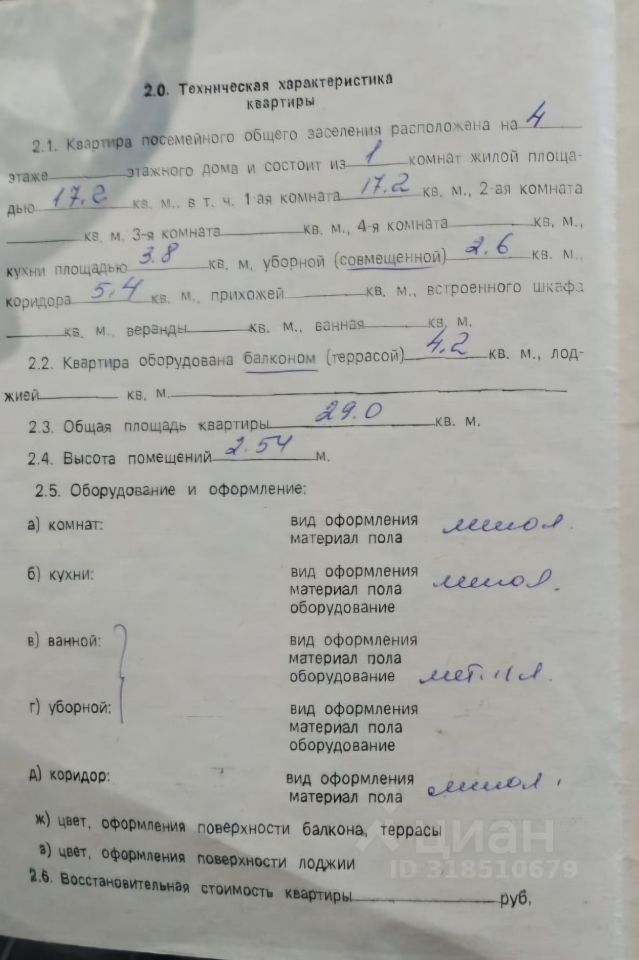 2.0. Техническая характеристика
квартиры
2.1. Квартира посемейного общего заселения расположена на 4
этаже этажного дома и состоит из 1 комнат жилой площа-
дью 17.2 кв. м., в т. ч. 1-ая комната 17.2 кв. м., 2-ая комната
кв. м. 3-я комната кв. м., 4-я комната кв. м.,
кухни площадью 3.8 кв. м, уборной (совмещенной) 2.6 кв. м.,
коридора 5.4 кв. м., прихожей кв. м., встроенного шкафа
кв. м., веранды кв. м., ванная кв. м.
2.2. Квартира оборудована балконом (террасой) 4.2 кв. м., лод-
жией кв. м.
2.3. Общая площадь квартиры 29.0 кв. м.
2.4. Высота помещений 2.54 м.
2.5. Оборудование и оформление:
а) комнат: вид оформления
материал пола линол.
б) кухни: вид оформления
материал пола линол.
оборудование
в) ванной: вид оформления
материал пола
оборудование мет. пл.
г) уборной: вид оформления
материал пола
оборудование
д) коридор: вид оформления
материал пола линол.
ж) цвет, оформления поверхности балкона, террасы
з) цвет, оформления поверхности лоджии
2.6. Восстановительная стоимость квартиры руб.
циан
ID 318510679